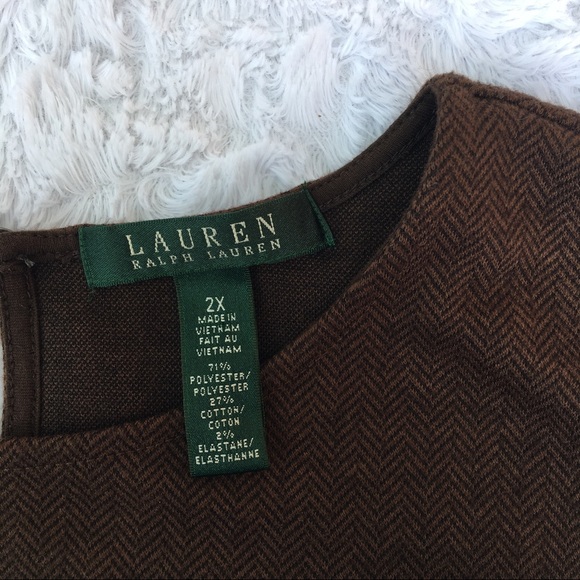 LAUREN
RALPH LAUREN
2X
MADE IN
VIETNAM
FAIT AU
VIETNAM
71%
POLYESTER/
POLYESTER
27%
COTTON/
COTON
2%
ELASTANE/
ELASTHANNE